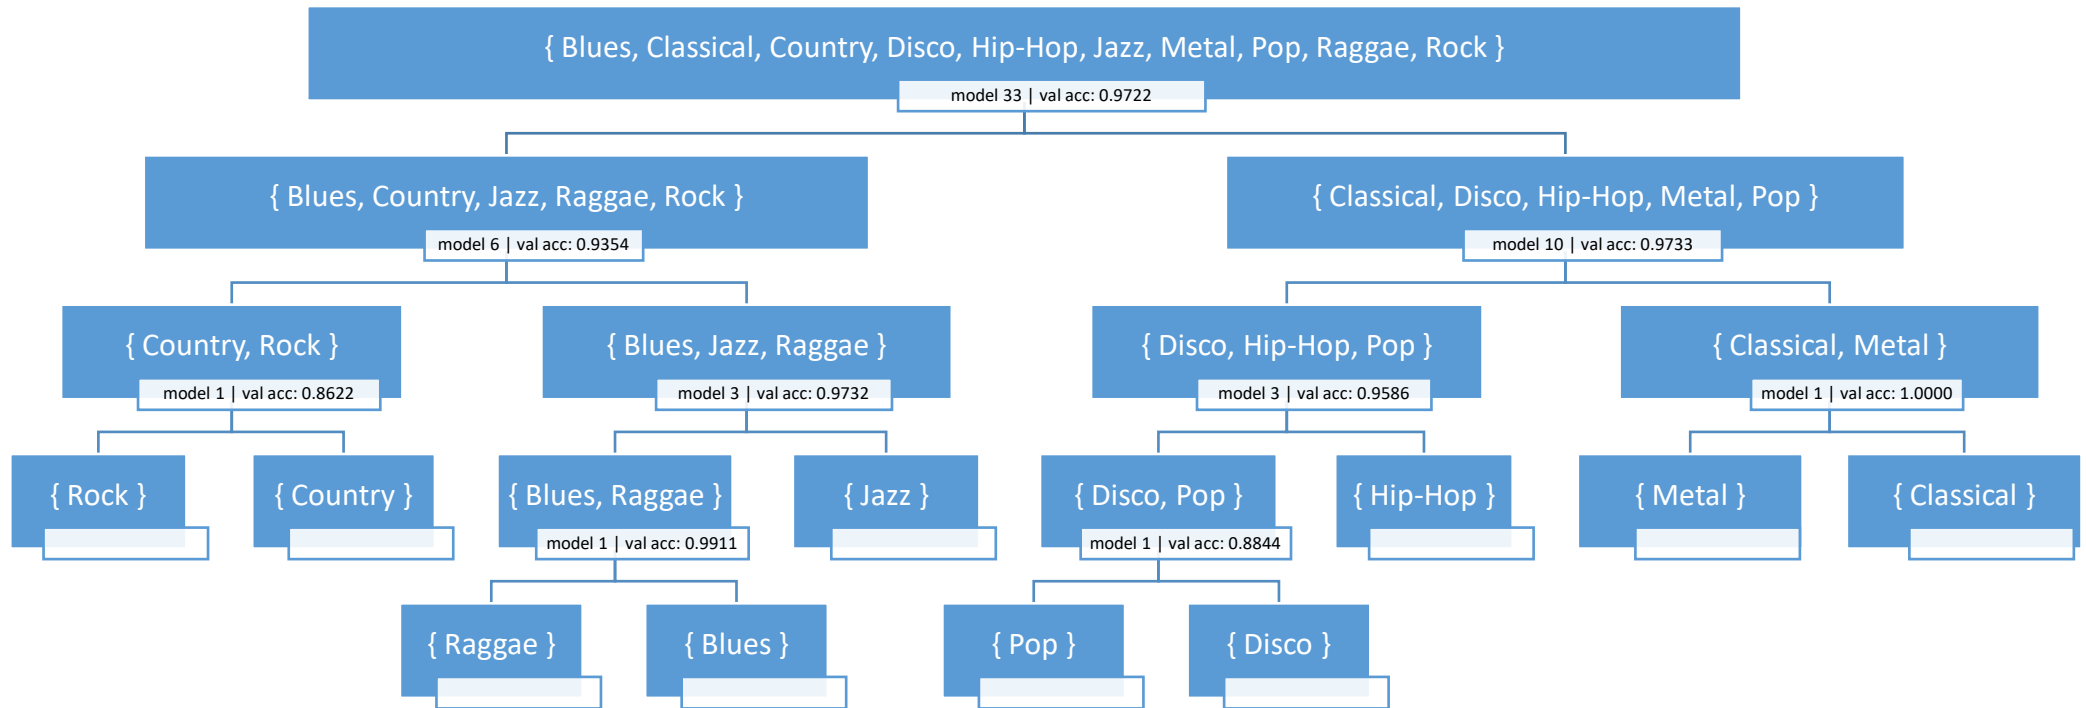 { Blues, Classical, Country, Disco, Hip-Hop, Jazz, Metal, Pop, Raggae, Rock }
model 33 | val acc: 0.9722
{ Blues, Country, Jazz, Raggae, Rock }
model 6 | val acc: 0.9354
{ Classical, Disco, Hip-Hop, Metal, Pop }
model 10 | val acc: 0.9733
{ Country, Rock }
model 1 | val acc: 0.8622
{ Blues, Jazz, Raggae }
model 3 | val acc: 0.9732
{ Disco, Hip-Hop, Pop }
model 3 | val acc: 0.9586
{ Classical, Metal }
model 1 | val acc: 1.0000
{ Rock }
{ Country }
{ Blues, Raggae }
model 1 | val acc: 0.9911
{ Jazz }
{ Disco, Pop }
model 1 | val acc: 0.8844
{ Hip-Hop }
{ Metal }
{ Classical }
{ Raggae }
{ Blues }
{ Pop }
{ Disco }